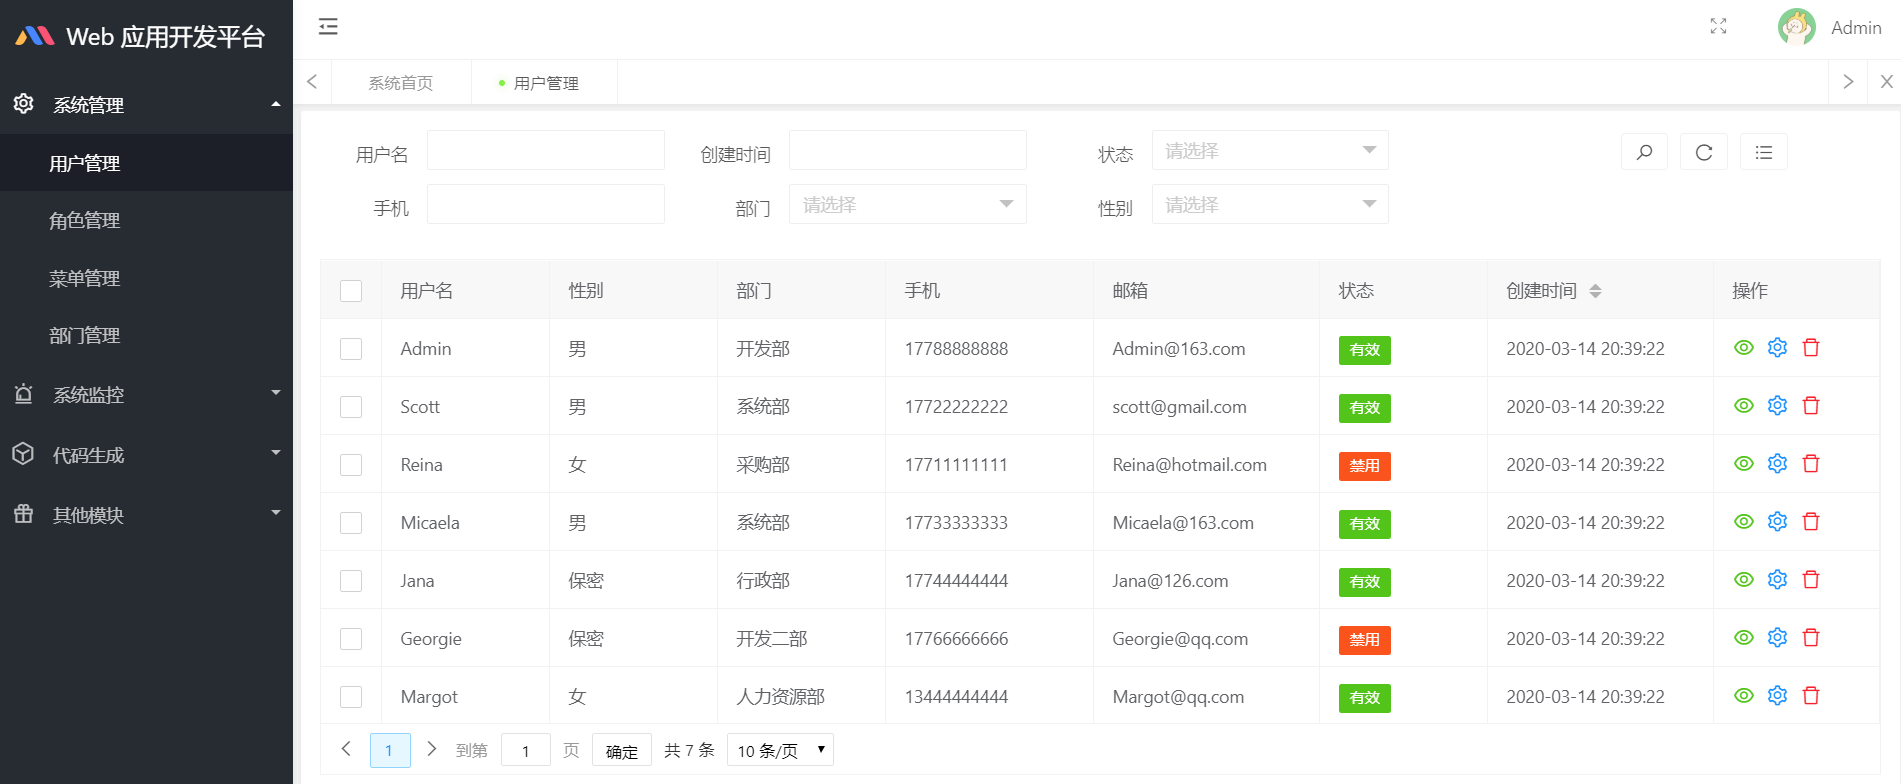 Web 应用开发平台
Admin
系统首页
用户管理
系统管理
用户管理
角色管理
菜单管理
部门管理
系统监控
代码生成
其他模块
用户名 创建时间 状态 请选择
手机 部门 请选择 性别 请选择
用户名 性别 部门 手机 邮箱 状态 创建时间 操作
Admin 男 开发部 17788888888 Admin@163.com 有效 2020-03-14 20:39:22
Scott 男 系统部 17722222222 scott@gmail.com 有效 2020-03-14 20:39:22
Reina 女 采购部 17711111111 Reina@hotmail.com 禁用 2020-03-14 20:39:22
Micaela 男 系统部 17733333333 Micaela@163.com 有效 2020-03-14 20:39:22
Jana 保密 行政部 17744444444 Jana@126.com 有效 2020-03-14 20:39:22
Georgie 保密 开发二部 17766666666 Georgie@qq.com 禁用 2020-03-14 20:39:22
Margot 女 人力资源部 13444444444 Margot@qq.com 有效 2020-03-14 20:39:22
1 到第 1 页 确定 共 7 条 10 条/页